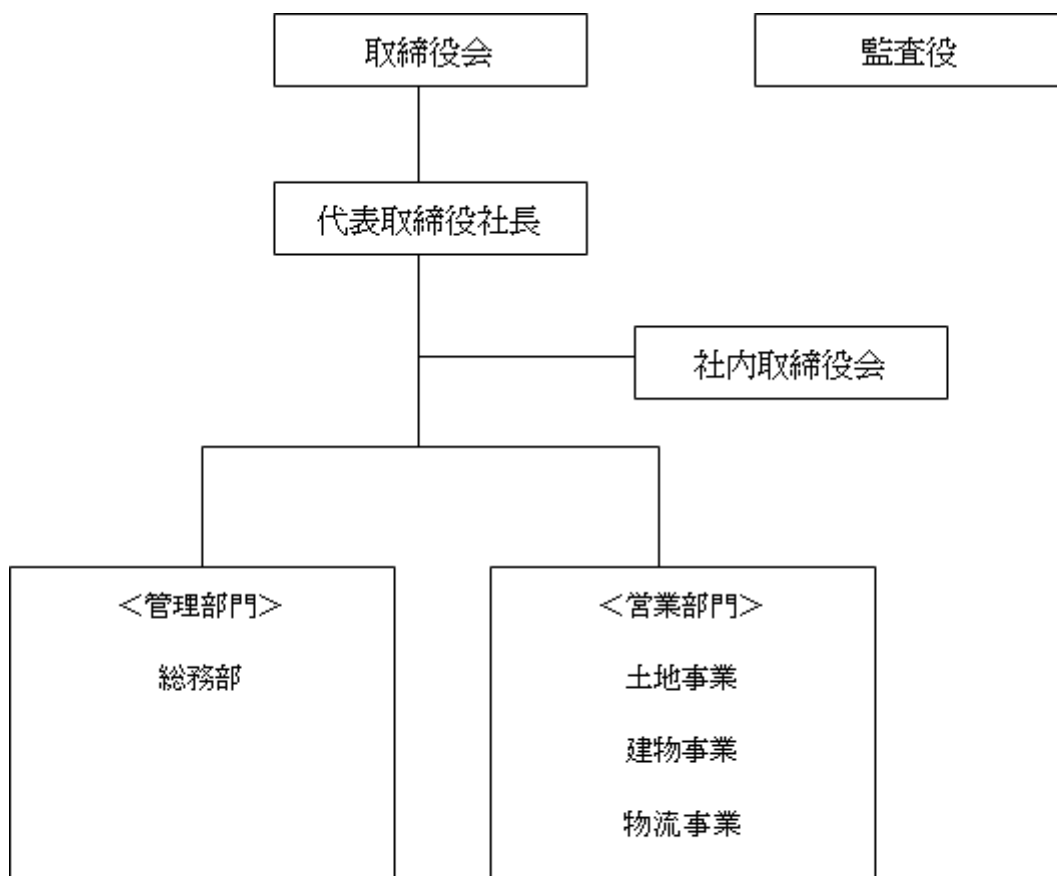 取締役会
監査役
代表取締役社長
社内取締役会
＜管理部門＞
総務部
＜営業部門＞
土地事業
建物事業
物流事業